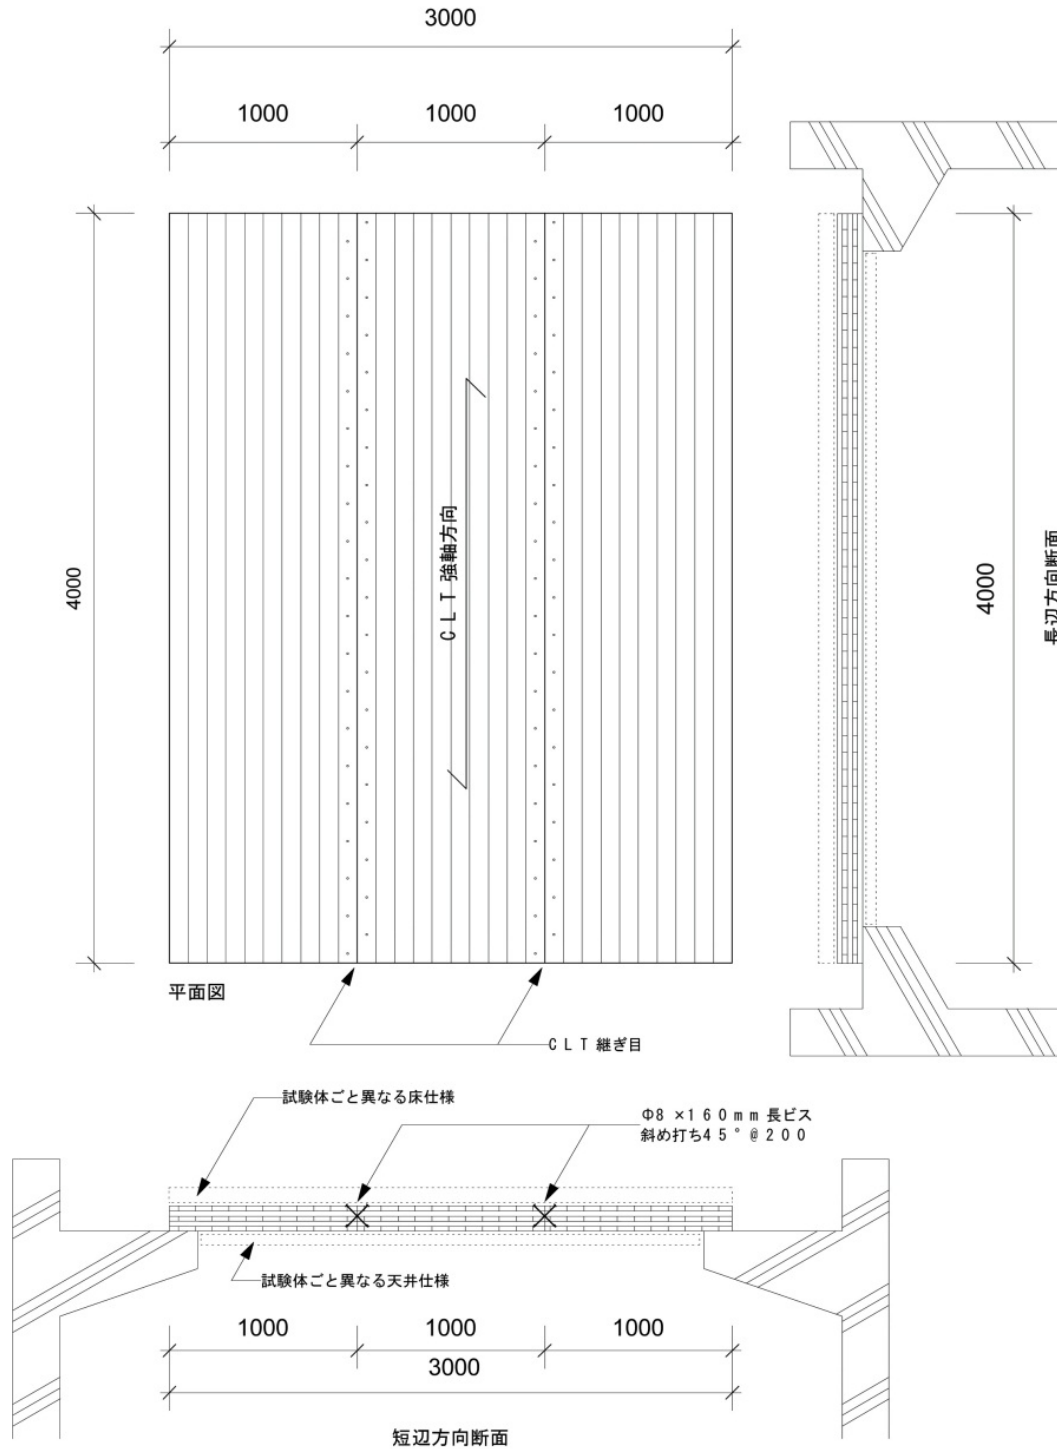 3000
1000
1000
1000
4000
CLT 強軸方向
4000
長辺方向断面
平面図
CLT 継ぎ目
試験体ごと異なる床仕様
Φ8 ×160mm 長ビス
斜め打ち45°@200
試験体ごと異なる天井仕様
1000
1000
1000
3000
短辺方向断面